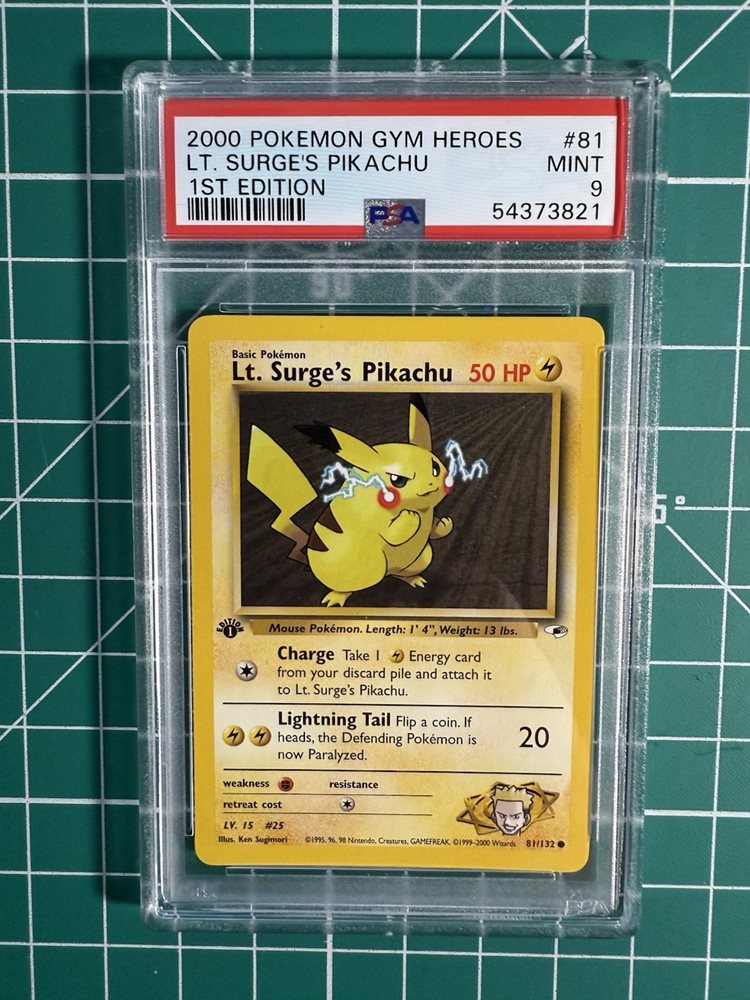 2000 POKEMON GYM HEROES #81
LT. SURGE'S PIKACHU MINT
1ST EDITION 9
PSA 54373821
Basic Pokémon
Lt. Surge's Pikachu 50 HP
EDITION 1
Mouse Pokémon. Length: 1' 4", Weight: 13 lbs.
Charge Take 1 Energy card
from your discard pile and attach it
to Lt. Surge's Pikachu.
Lightning Tail Flip a coin. If
heads, the Defending Pokémon is
now Paralyzed.
20
weakness resistance
retreat cost
LV. 15 #25
Illus. Ken Sugimori ©1995, 96, 98 Nintendo, Creatures, GAMEFREAK. ©1999-2000 Wizards. 81/132
5°